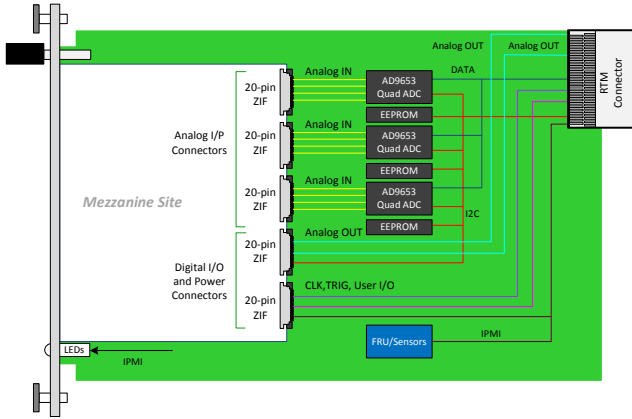 Analog OUT
Analog OUT
RTM
Connector
Analog IN
DATA
20-pin
ZIF
AD9653
Quad ADC
EEPROM
Analog I/P
Connectors
Analog IN
20-pin
ZIF
AD9653
Quad ADC
EEPROM
Mezzanine Site
Analog IN
20-pin
ZIF
AD9653
Quad ADC
I2C
EEPROM
Analog OUT
20-pin
ZIF
Digital I/O
and Power
Connectors
CLK,TRIG, User I/O
20-pin
ZIF
FRU/Sensors
IPMI
LEDs
IPMI